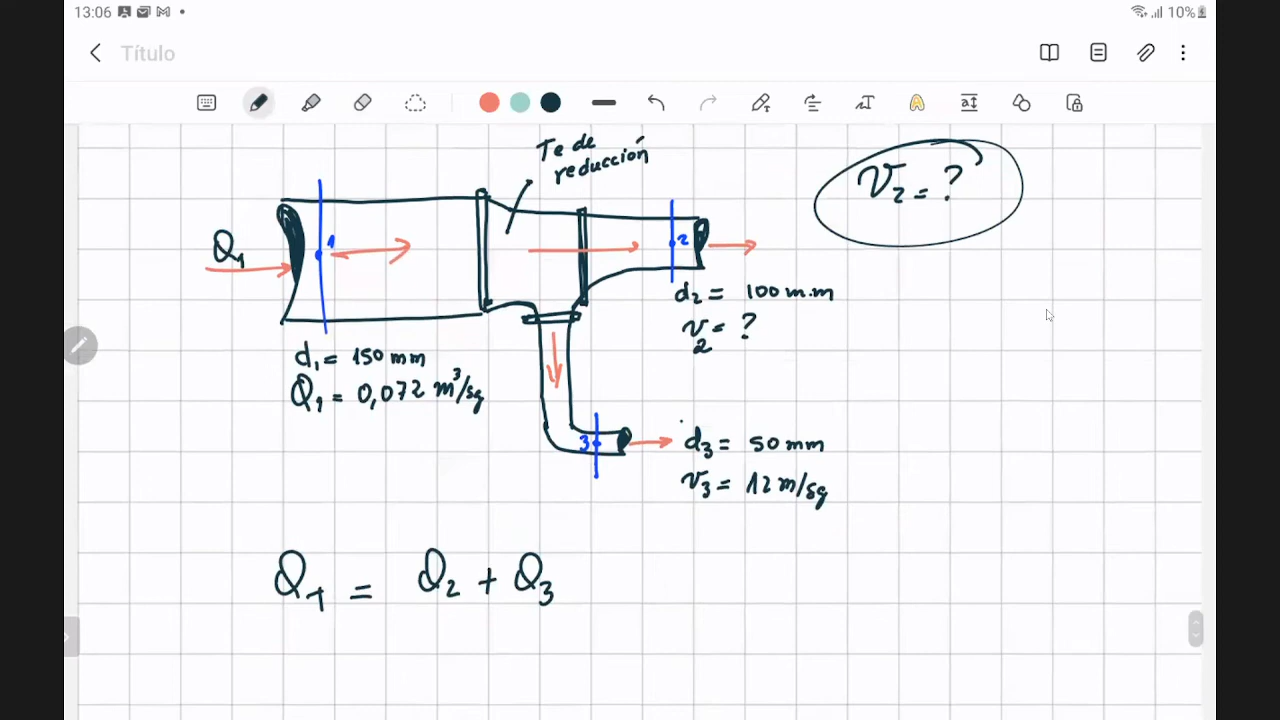 13:06
10%
Título
Te de
reducción
V₂ = ?
Q₁
1
2
d₂ = 100 m.m
v₂ = ?
d₁ = 150 mm
Q₁ = 0,072 m³/sg
3
d₃ = 50 mm
v₃ = 12 m/sg
Q₁ = Q₂ + Q₃